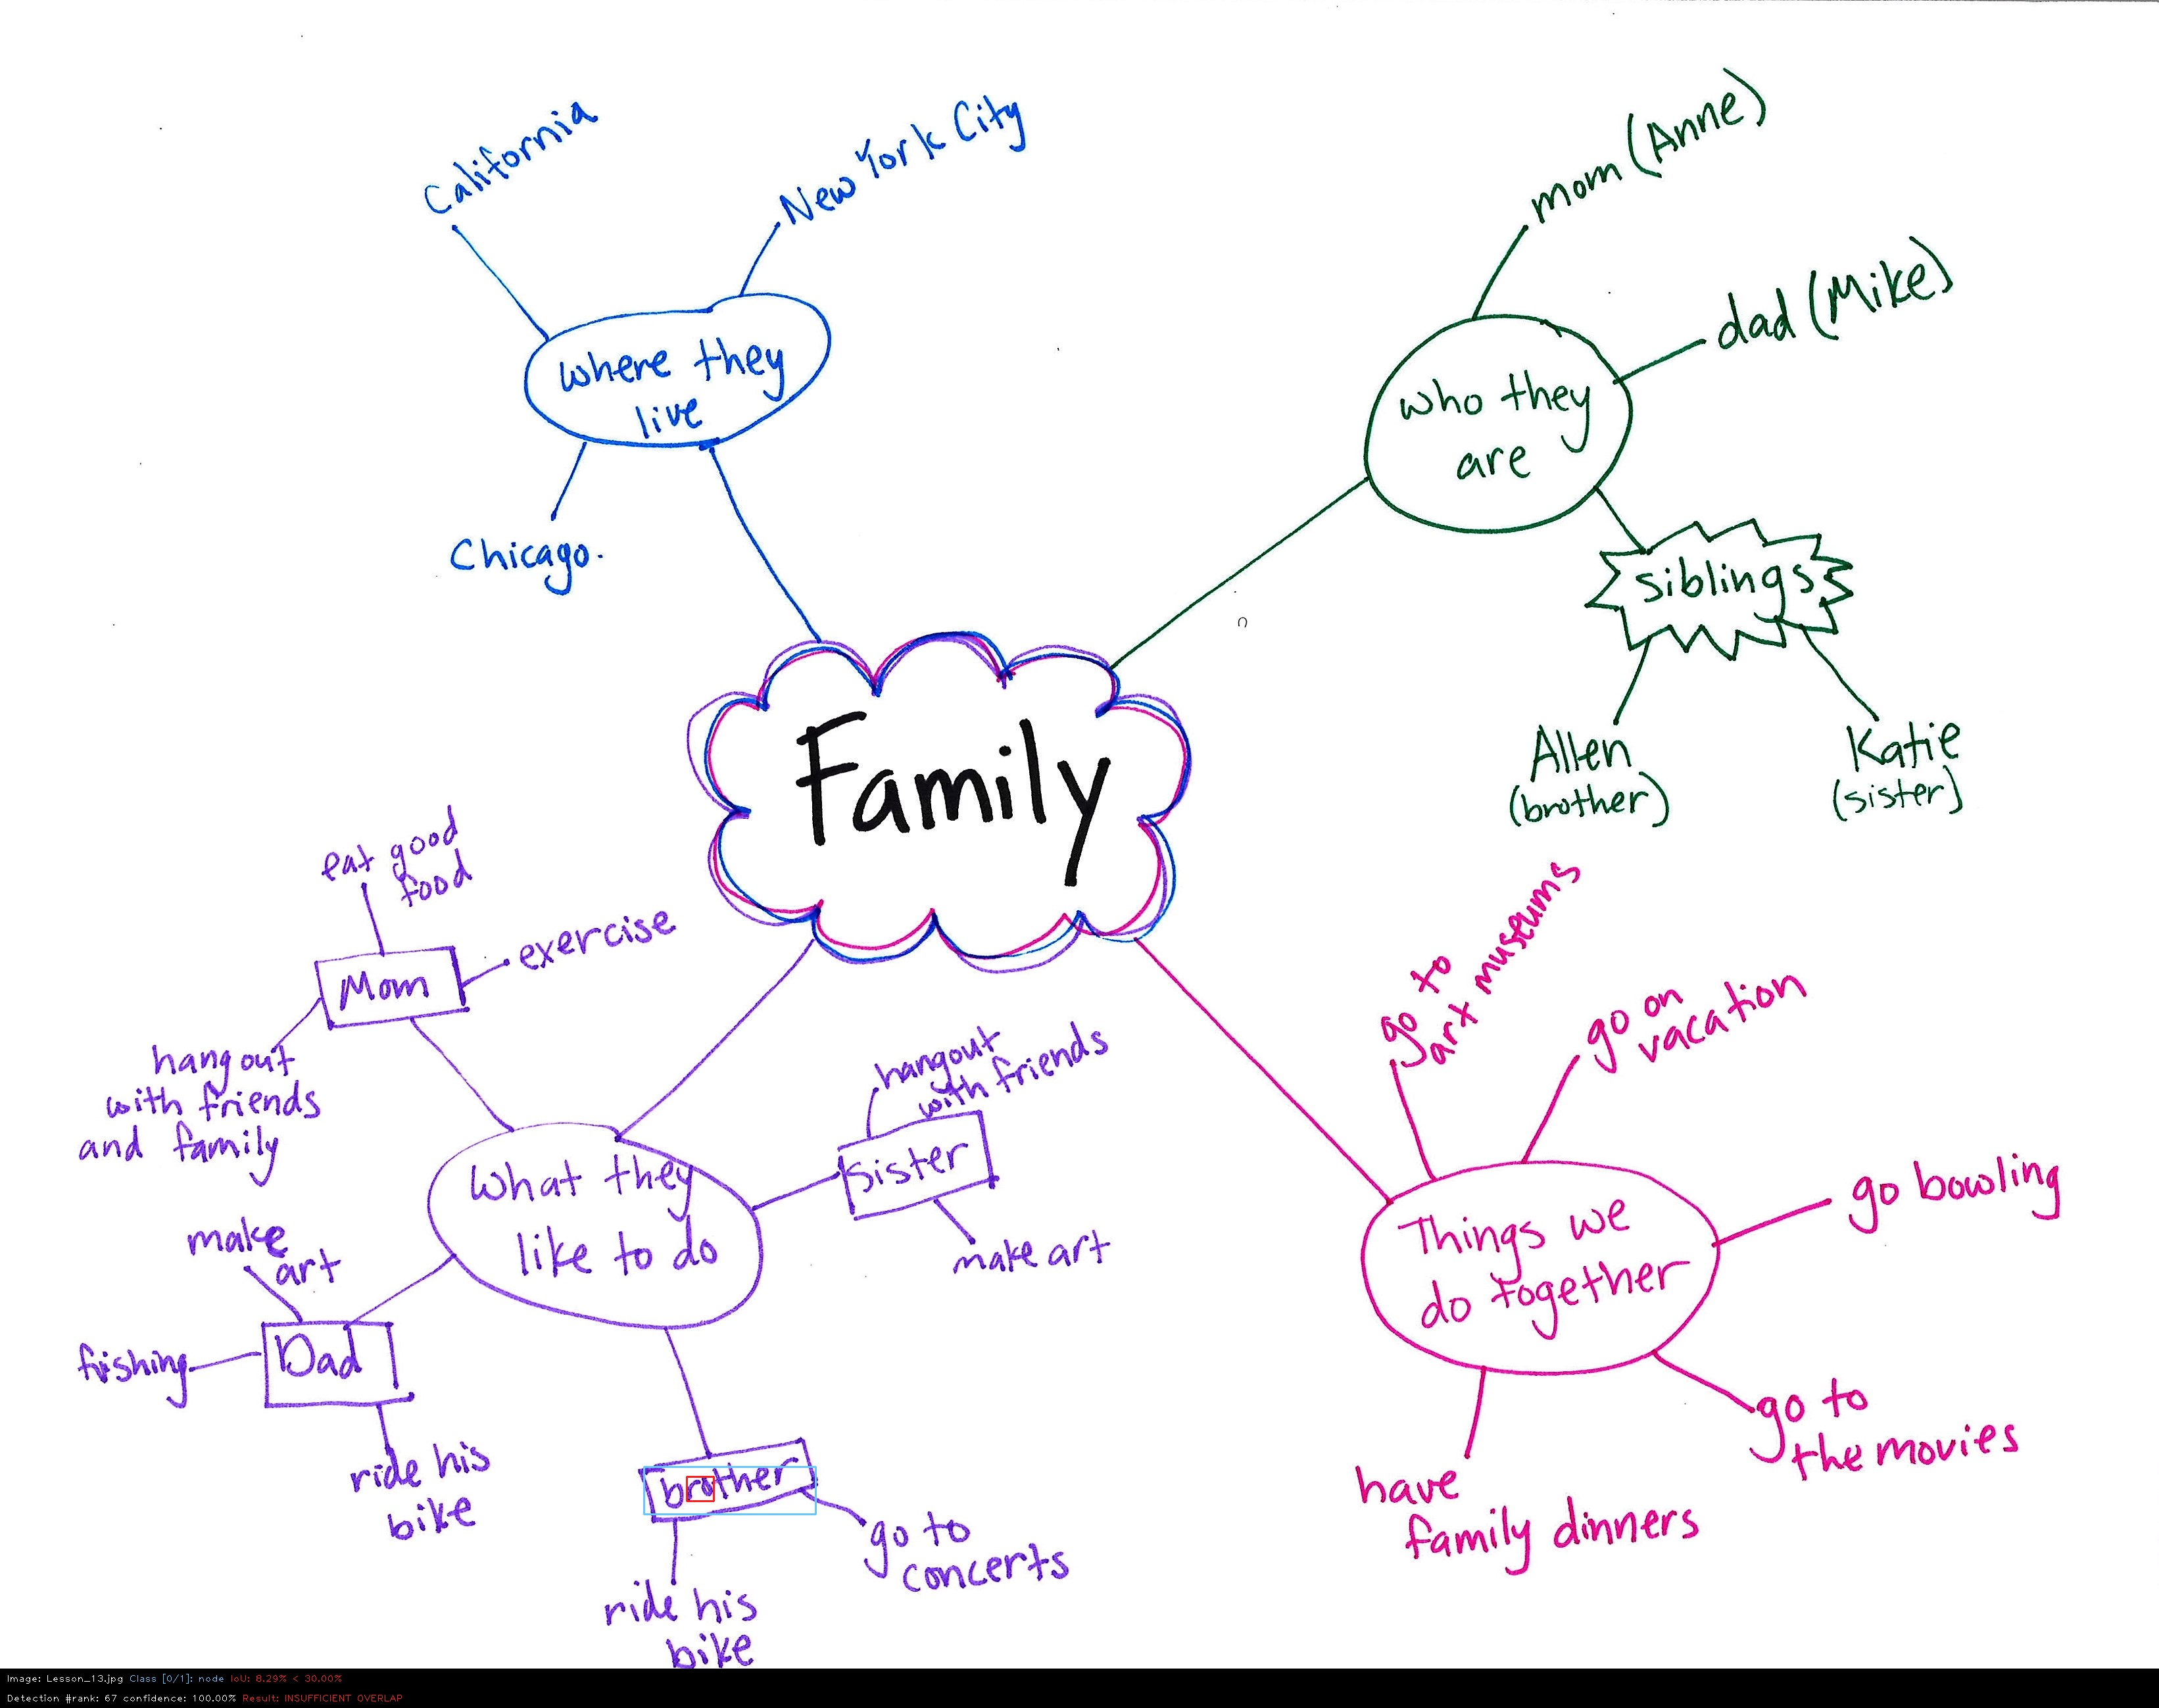 California
New York City
where they
live
Chicago.
mom (Anne)
dad (Mike)
who they
are
siblings
Allen
(brother)
Katie
(sister)
Family
eat good
food
exercise
Mom
hang out
with friends
and family
What they
like to do
hangout
with friends
sister
make art
make
art
Dad
fishing
ride his
bike
brother
go to
concerts
ride his
bike
go to
art museums
go on
vacation
go bowling
Things we
do together
go to
the movies
have
family dinners
Image: Lesson_13.jpg Class [0/1]: node IoU: 8.29% < 30.00%
Detection #rank: 67 confidence: 100.00% Result: INSUFFICIENT OVERLAP